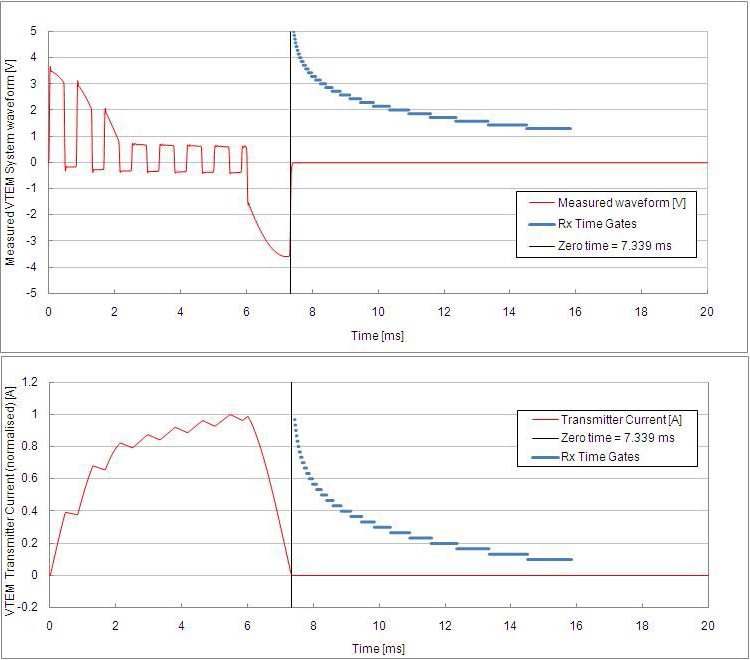 Measured VTEM System waveform [V]
5
4
3
2
1
0
-1
-2
-3
-4
-5
Measured waveform [V]
Rx Time Gates
Zero time = 7.339 ms
0 2 4 6 8 10 12 14 16 18 20
Time [ms]
VTEM Transmitter Current (normalised) [A]
1.2
1
0.8
0.6
0.4
0.2
0
-0.2
Transmitter Current [A]
Zero time = 7.339 ms
Rx Time Gates
0 2 4 6 8 10 12 14 16 18 20
Time [ms]